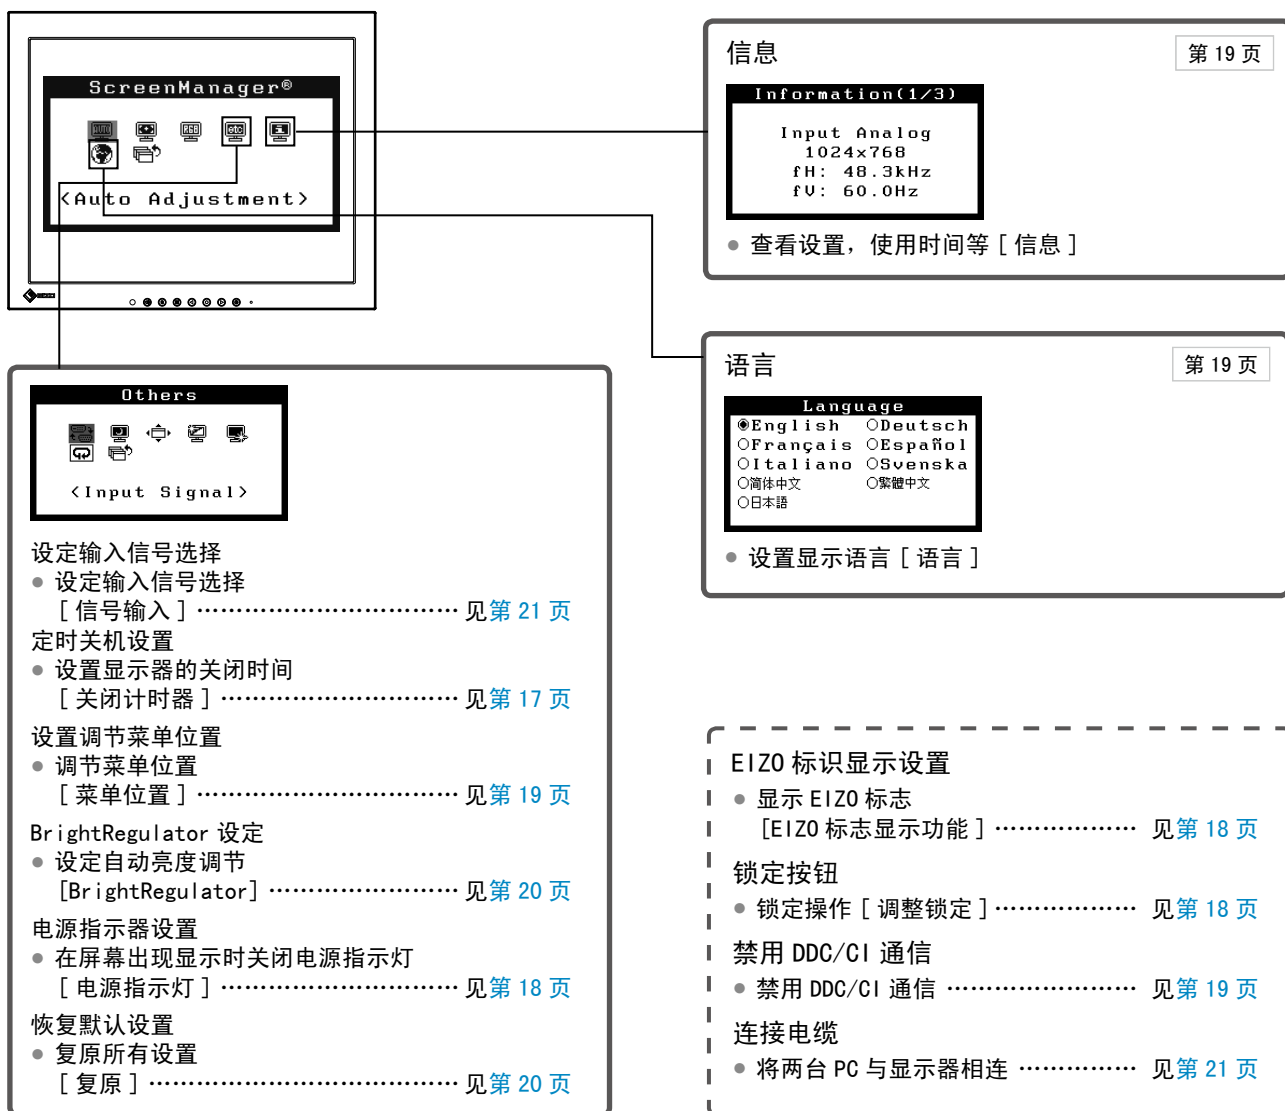 ScreenManager®
AUTO
RGB
etc
<Auto Adjustment>
EIZO
信息
第 19 页
Information(1/3)
Input Analog
1024x768
fH: 48.3kHz
fV: 60.0Hz
● 查看设置，使用时间等 [ 信息 ]
语言
第 19 页
Language
English Deutsch
Français Español
Italiano Svenska
简体中文 繁體中文
日本語
● 设置显示语言 [ 语言 ]
Others
<Input Signal>
设定输入信号选择
● 设定输入信号选择
[ 信号输入 ] ………………………… 见第 21 页
定时关机设置
● 设置显示器的关闭时间
[ 关闭计时器 ] ………………………… 见第 17 页
设置调节菜单位置
● 调节菜单位置
[ 菜单位置 ] ………………………… 见第 19 页
BrightRegulator 设定
● 设定自动亮度调节
[BrightRegulator] …………………… 见第 20 页
电源指示器设置
● 在屏幕出现显示时关闭电源指示灯
[ 电源指示灯 ] ………………………… 见第 18 页
恢复默认设置
● 复原所有设置
[ 复原 ] ………………………………… 见第 20 页
EIZO 标识显示设置
● 显示 EIZO 标志
[EIZO 标志显示功能 ] ……………… 见第 18 页
锁定按钮
● 锁定操作 [ 调整锁定 ] ……………… 见第 18 页
禁用 DDC/CI 通信
● 禁用 DDC/CI 通信 …………………… 见第 19 页
连接电缆
● 将两台 PC 与显示器相连 …………… 见第 21 页